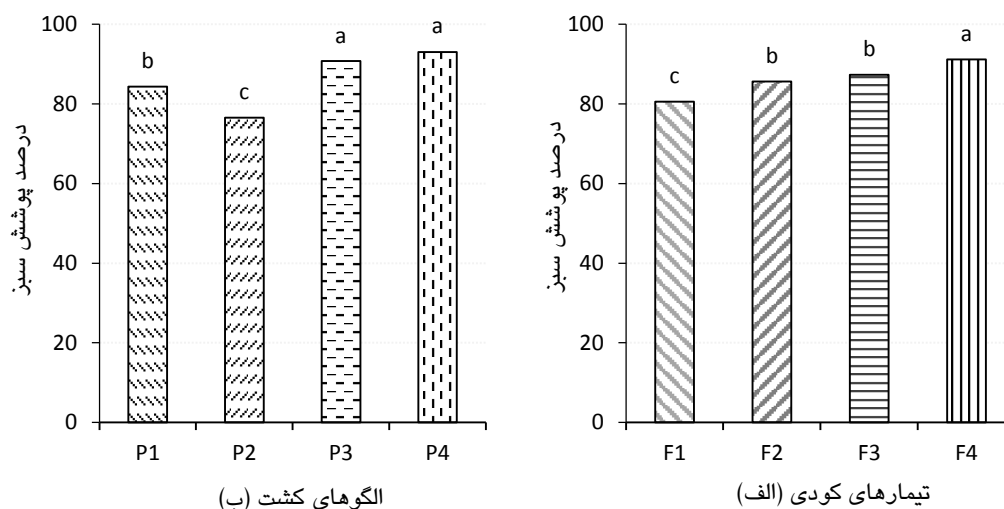 درصد پوشش سبز
100
80
60
40
20
0
c
b
b
a
F1 F2 F3 F4
تیمارهای کودی (الف)
درصد پوشش سبز
100
80
60
40
20
0
b
c
a
a
P1 P2 P3 P4
الگوهای کشت (ب)